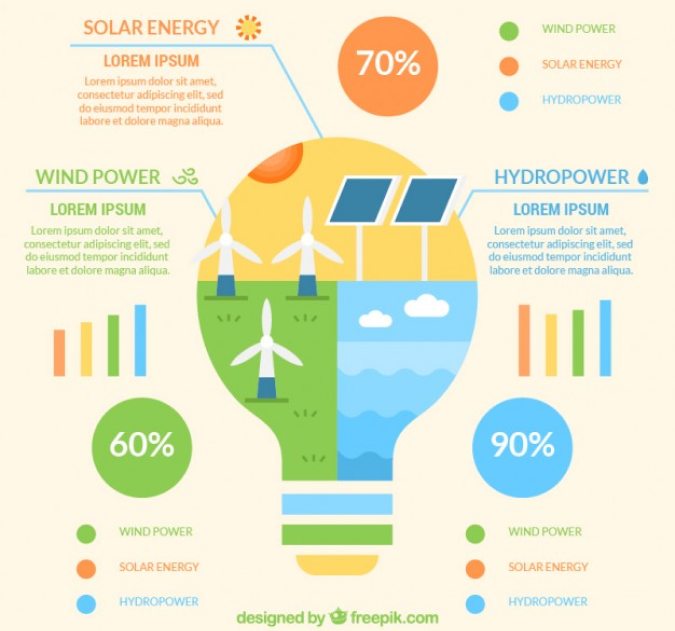 SOLAR ENERGY
LOREM IPSUM
Lorem ipsum dolor sit amet,
consectetur adipiscing elit, sed
do eiusmod tempor incididunt
dolore magna aliqua.
70%
WIND POWER
SOLAR ENERGY
HYDROPOWER
WIND POWER
LOREM IPSUM
Lorem ipsum dolor sit amet,
consectetur adipiscing elit, sed
do eiusmod tempor incididunt
labore dolore magna aliqua.
HYDROPOWER
LOREM IPSUM
Lorem ipsum dolor sit amet,
consectetur adipiscing elit, sed
do eiusmod tempor incididunt
labore dolore magna aliqua.
60%
90%
WIND POWER
SOLAR ENERGY
HYDROPOWER
WIND POWER
SOLAR ENERGY
HYDROPOWER
designed by freepik.com